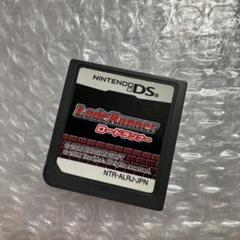 NINTENDO DS
Lode Runner
ロードランナー
NTR-ALRJ-JPN